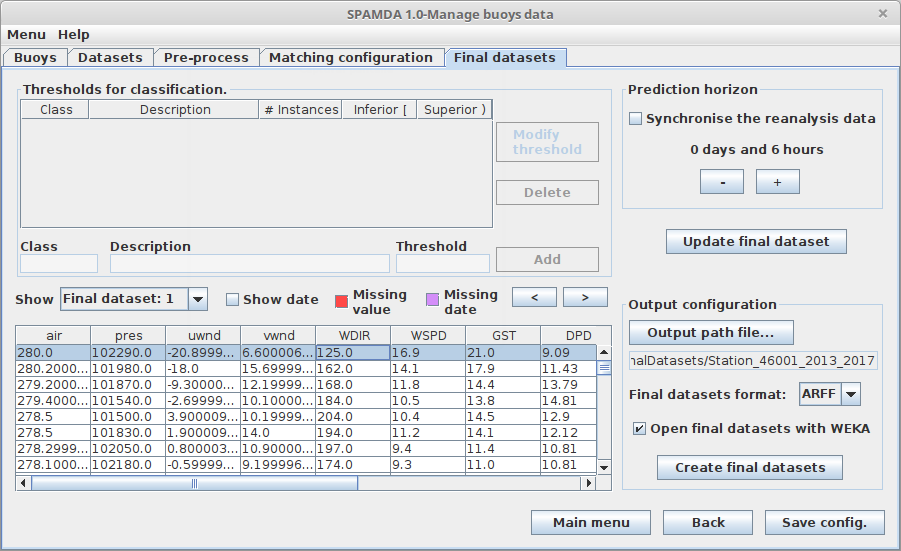 SPAMDA 1.0-Manage buoys data
Menu Help
Buoys Datasets Pre-process Matching configuration Final datasets
Thresholds for classification.
Class Description # Instances Inferior [ Superior )
Modify
threshold
Delete
Class Description Threshold
Add
Show Final dataset: 1 Show date Missing
value Missing
date < >
air pres uwnd vwnd WDIR WSPD GST DPD
280.0 102290.0 -20.8999... 6.600006... 125.0 16.9 21.0 9.09
280.2000... 101980.0 -18.0 15.69999... 162.0 14.1 17.9 11.43
279.2000... 101870.0 -9.30000... 12.19999... 168.0 11.8 14.4 13.79
279.4000... 101540.0 -2.69999... 10.10000... 184.0 10.5 13.8 14.81
278.5 101500.0 3.900009... 10.19999... 204.0 10.4 14.5 12.9
278.5 101830.0 1.900009... 14.0 194.0 11.2 14.1 12.12
278.2999... 102050.0 0.800003... 10.90000... 197.0 9.4 11.4 10.81
278.1000... 102180.0 -0.59999... 9.199996... 174.0 9.3 11.0 10.81
Prediction horizon
Synchronise the reanalysis data
0 days and 6 hours
- +
Update final dataset
Output configuration
Output path file...
nalDatasets/Station_46001_2013_2017
Final datasets format: ARFF
Open final datasets with WEKA
Create final datasets
Main menu Back Save config.